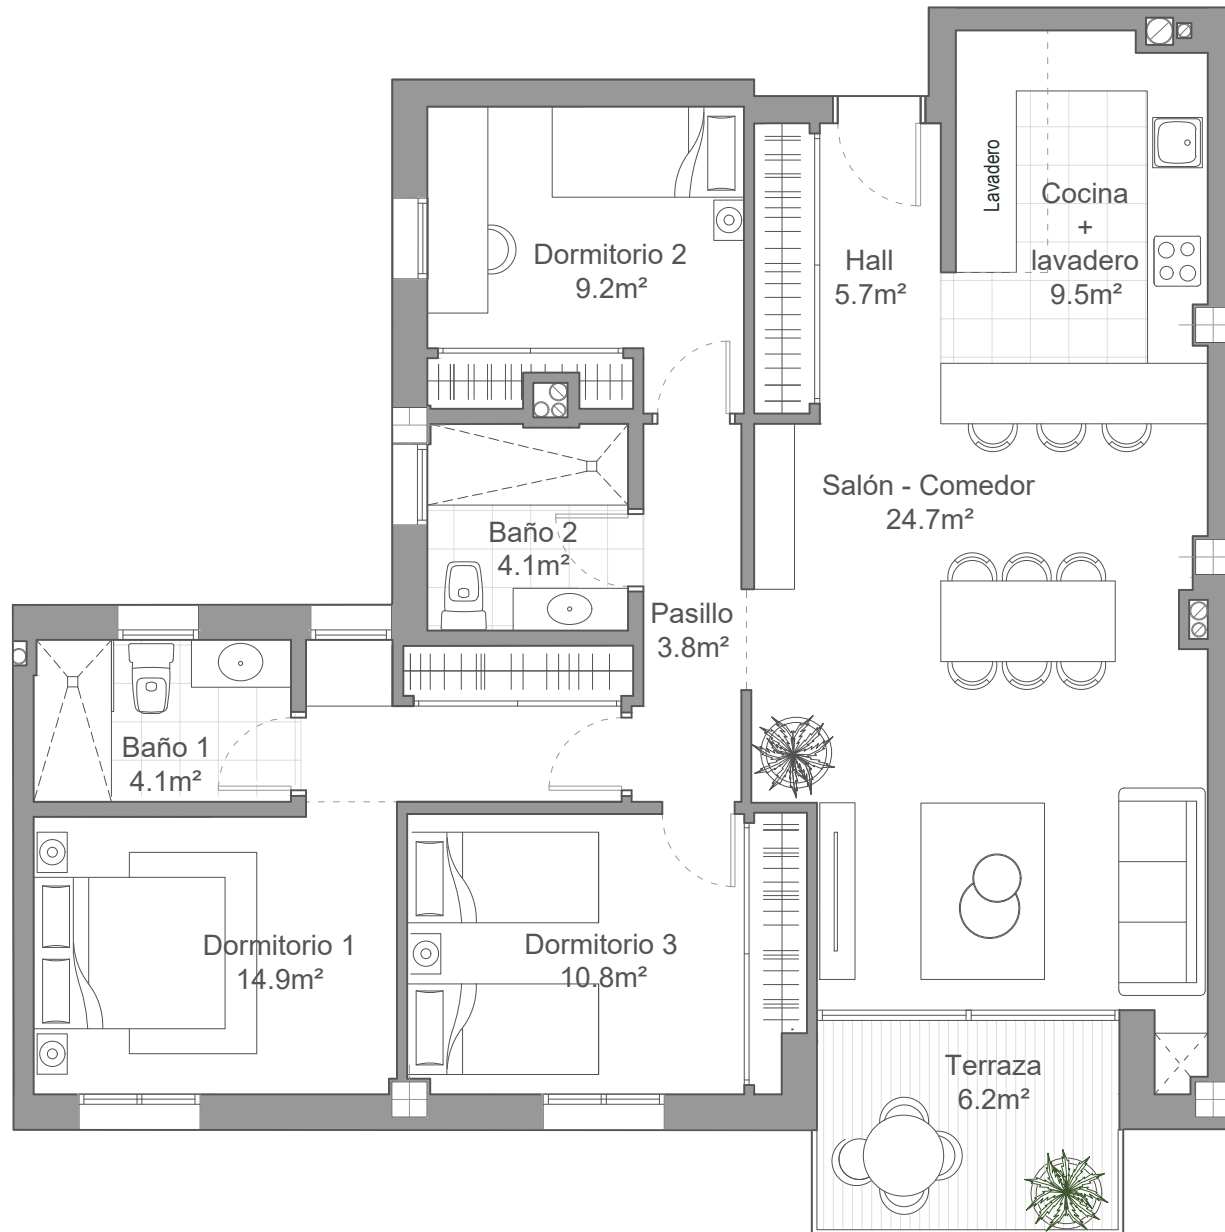 Lavadero
Cocina
+
lavadero
9.5m²
Dormitorio 2
9.2m²
Hall
5.7m²
Salón - Comedor
24.7m²
Baño 2
4.1m²
Pasillo
3.8m²
Baño 1
4.1m²
Dormitorio 1
14.9m²
Dormitorio 3
10.8m²
Terraza
6.2m²